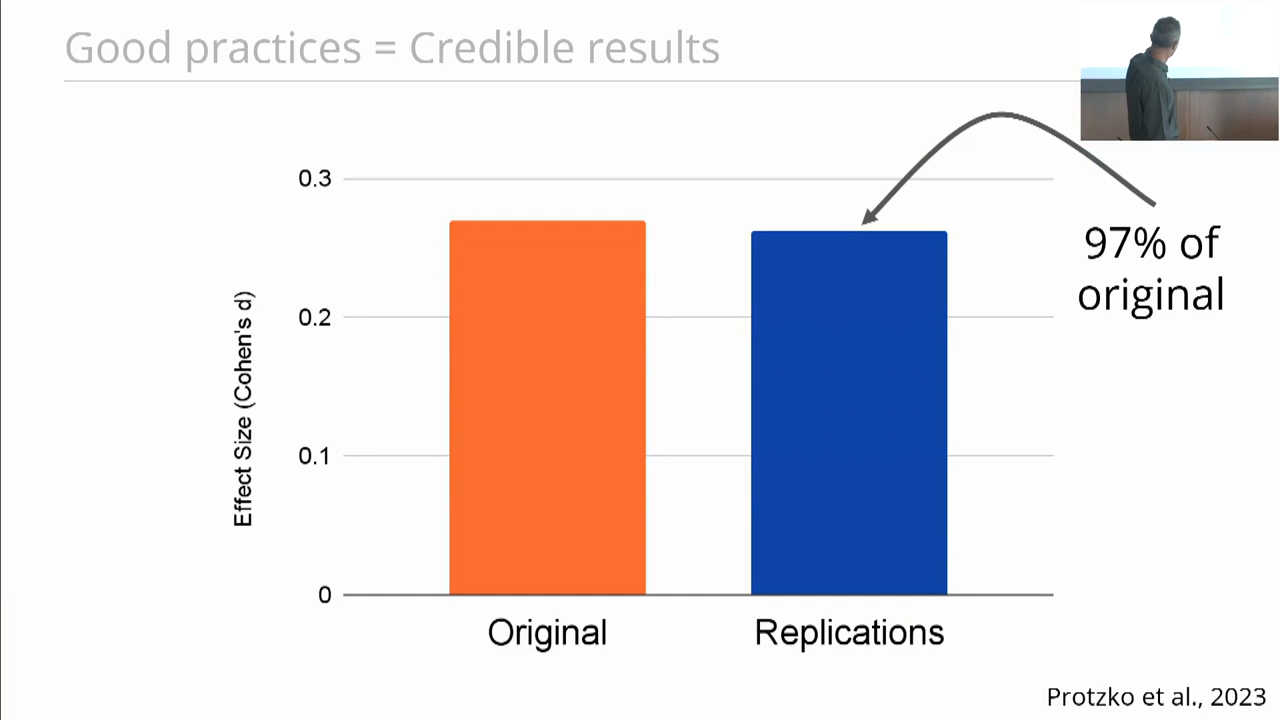 Good practices = Credible results
97% of
original
Effect Size (Cohen's d)
0.3
0.2
0.1
0
Original
Replications
Protzko et al., 2023